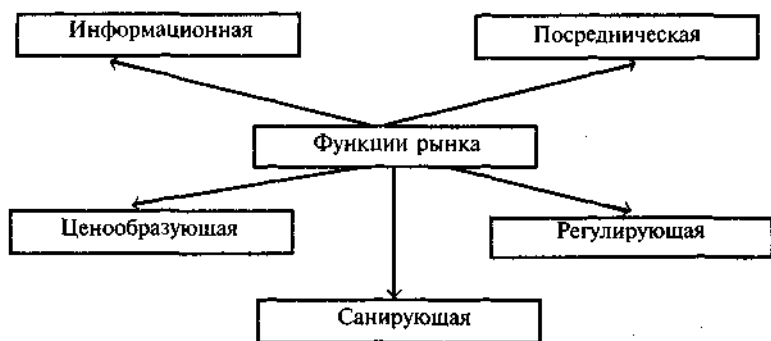 Информационная
Посредническая
Функции рынка
Ценообразующая
Регулирующая
Санирующая